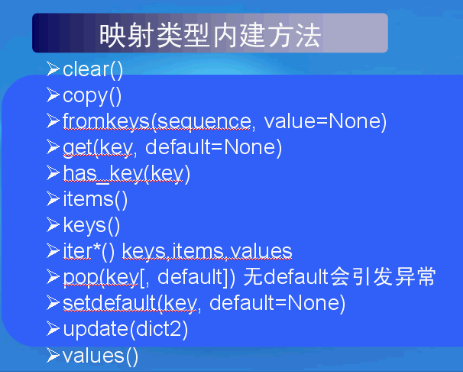 映射类型内建方法
➢clear()
➢copy()
➢fromkeys(sequence, value=None)
➢get(key, default=None)
➢has_key(key)
➢items()
➢keys()
➢iter*() keys,items,values
➢pop(key[, default]) 无default会引发异常
➢setdefault(key, default=None)
➢update(dict2)
➢values()